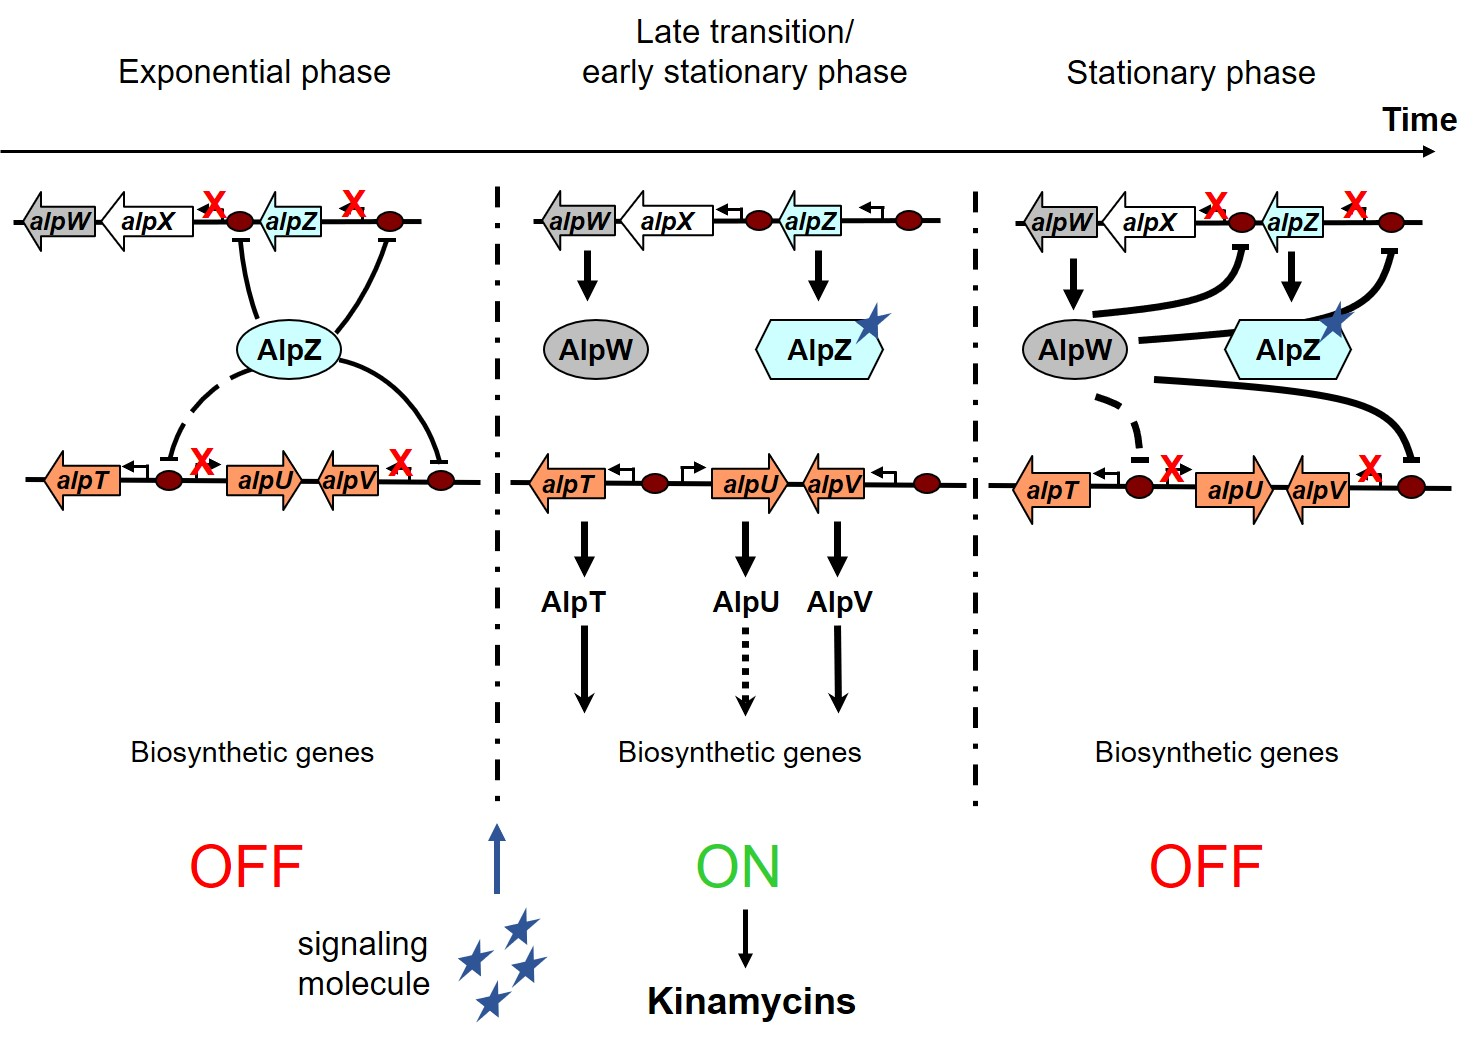 Exponential phase
Late transition/
early stationary phase
Stationary phase
Time
alpW alpX X alpZ X
alpW alpX alpZ
alpW alpX X alpZ X
AlpZ
AlpW AlpZ
AlpW AlpZ
alpT X alpU alpV X
alpT alpU alpV
alpT X alpU alpV X
AlpT AlpU AlpV
Biosynthetic genes
Biosynthetic genes
Biosynthetic genes
OFF
ON
OFF
signaling
molecule
Kinamycins